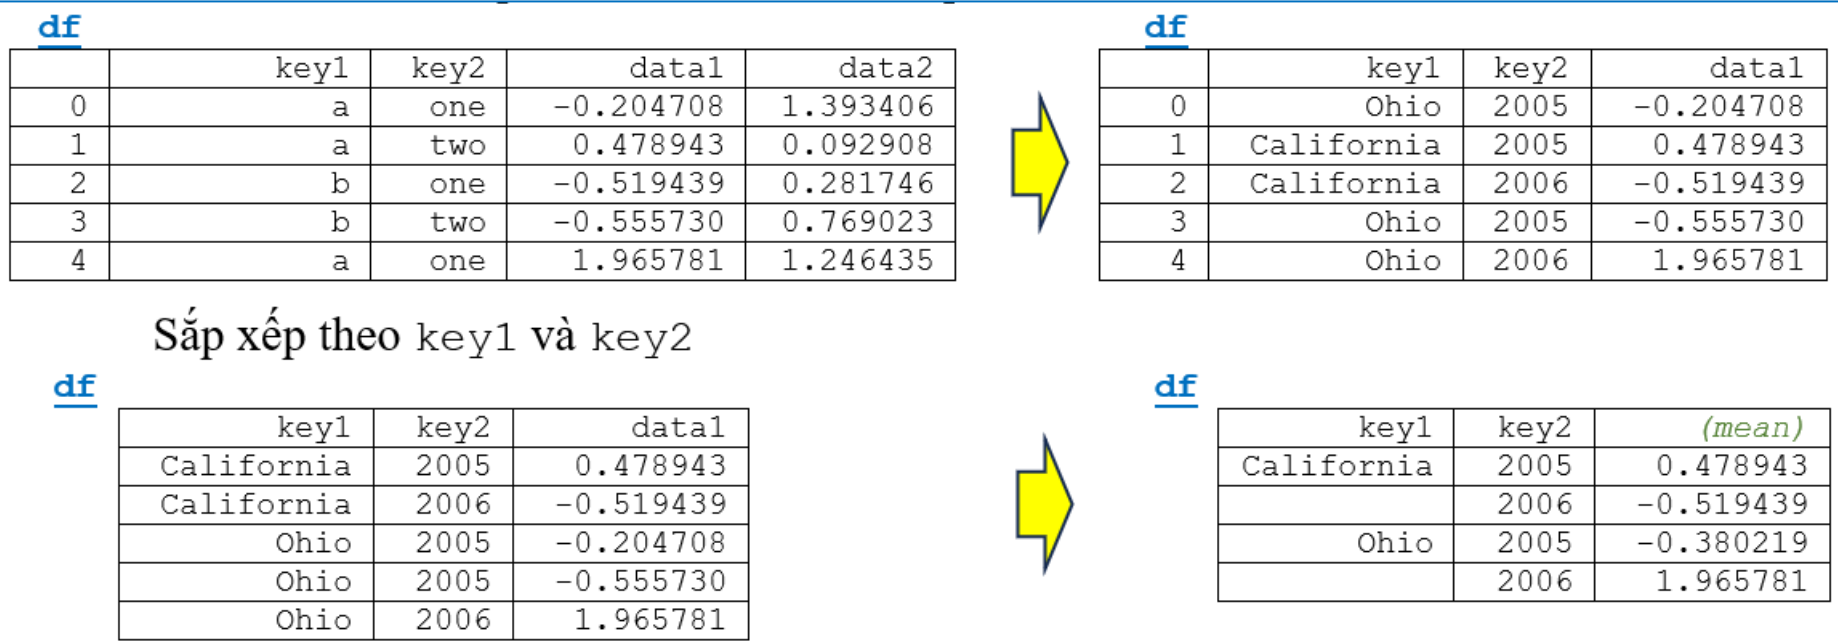 df df
key1 key2 data1 data2 key1 key2 data1
0 a one -0.204708 1.393406 0 Ohio 2005 -0.204708
1 a two 0.478943 0.092908 1 California 2005 0.478943
2 b one -0.519439 0.281746 2 California 2006 -0.519439
3 b two -0.555730 0.769023 3 Ohio 2005 -0.555730
4 a one 1.965781 1.246435 4 Ohio 2006 1.965781
Sắp xếp theo key1 và key2
df df
key1 key2 data1 key1 key2 (mean)
California 2005 0.478943 California 2005 0.478943
California 2006 -0.519439 2006 -0.519439
Ohio 2005 -0.204708 Ohio 2005 -0.380219
Ohio 2005 -0.555730 2006 1.965781
Ohio 2006 1.965781